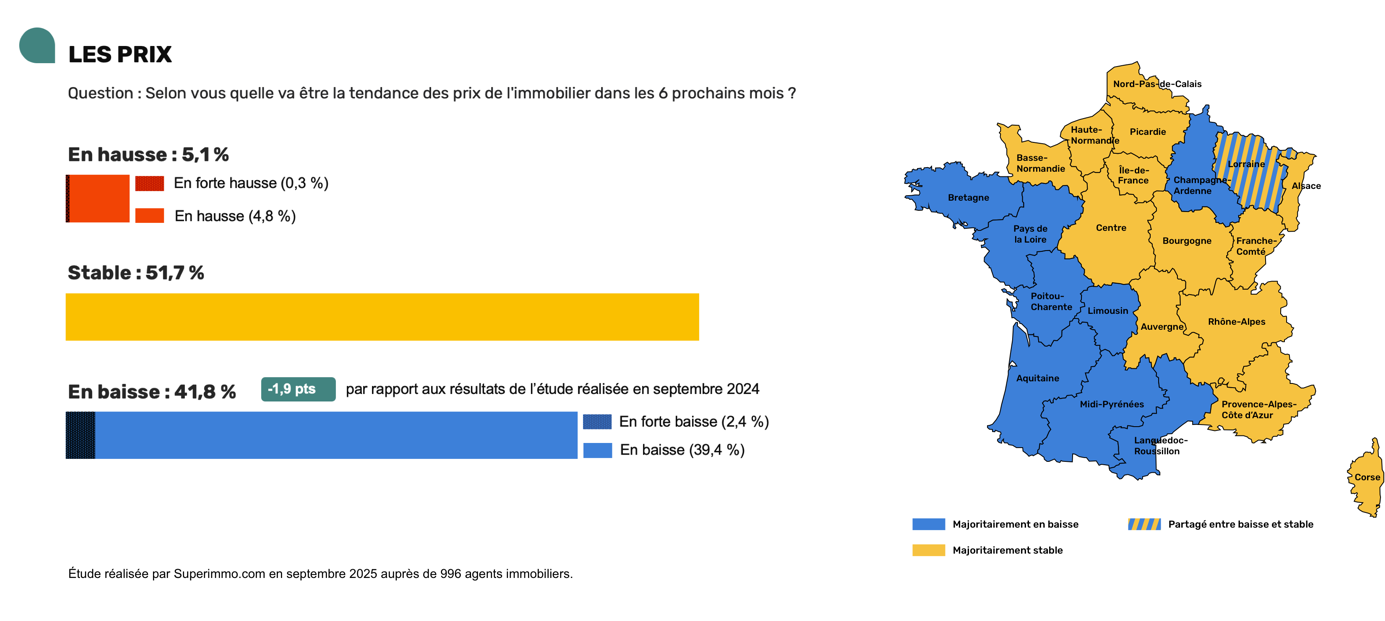 LES PRIX
Question : Selon vous quelle va être la tendance des prix de l'immobilier dans les 6 prochains mois ?
En hausse : 5,1 %
En forte hausse (0,3 %)
En hausse (4,8 %)
Stable : 51,7 %
En baisse : 41,8 %
-1,9 pts
par rapport aux résultats de l'étude réalisée en septembre 2024
En forte baisse (2,4 %)
En baisse (39,4 %)
Étude réalisée par Superimmo.com en septembre 2025 auprès de 996 agents immobiliers.
Nord-Pas-de-Calais
Haute-
Normandie
Picardie
Basse-
Normandie
Île-de-
France
Champagne-
Ardenne
Lorraine
Alsace
Bretagne
Pays de
la Loire
Centre
Bourgogne
Franche-
Comté
Poitou-
Charente
Limousin
Auvergne
Rhône-Alpes
Aquitaine
Midi-Pyrénées
Provence-Alpes-
Côte d'Azur
Languedoc-
Roussillon
Corse
Majoritairement en baisse
Partagé entre baisse et stable
Majoritairement stable